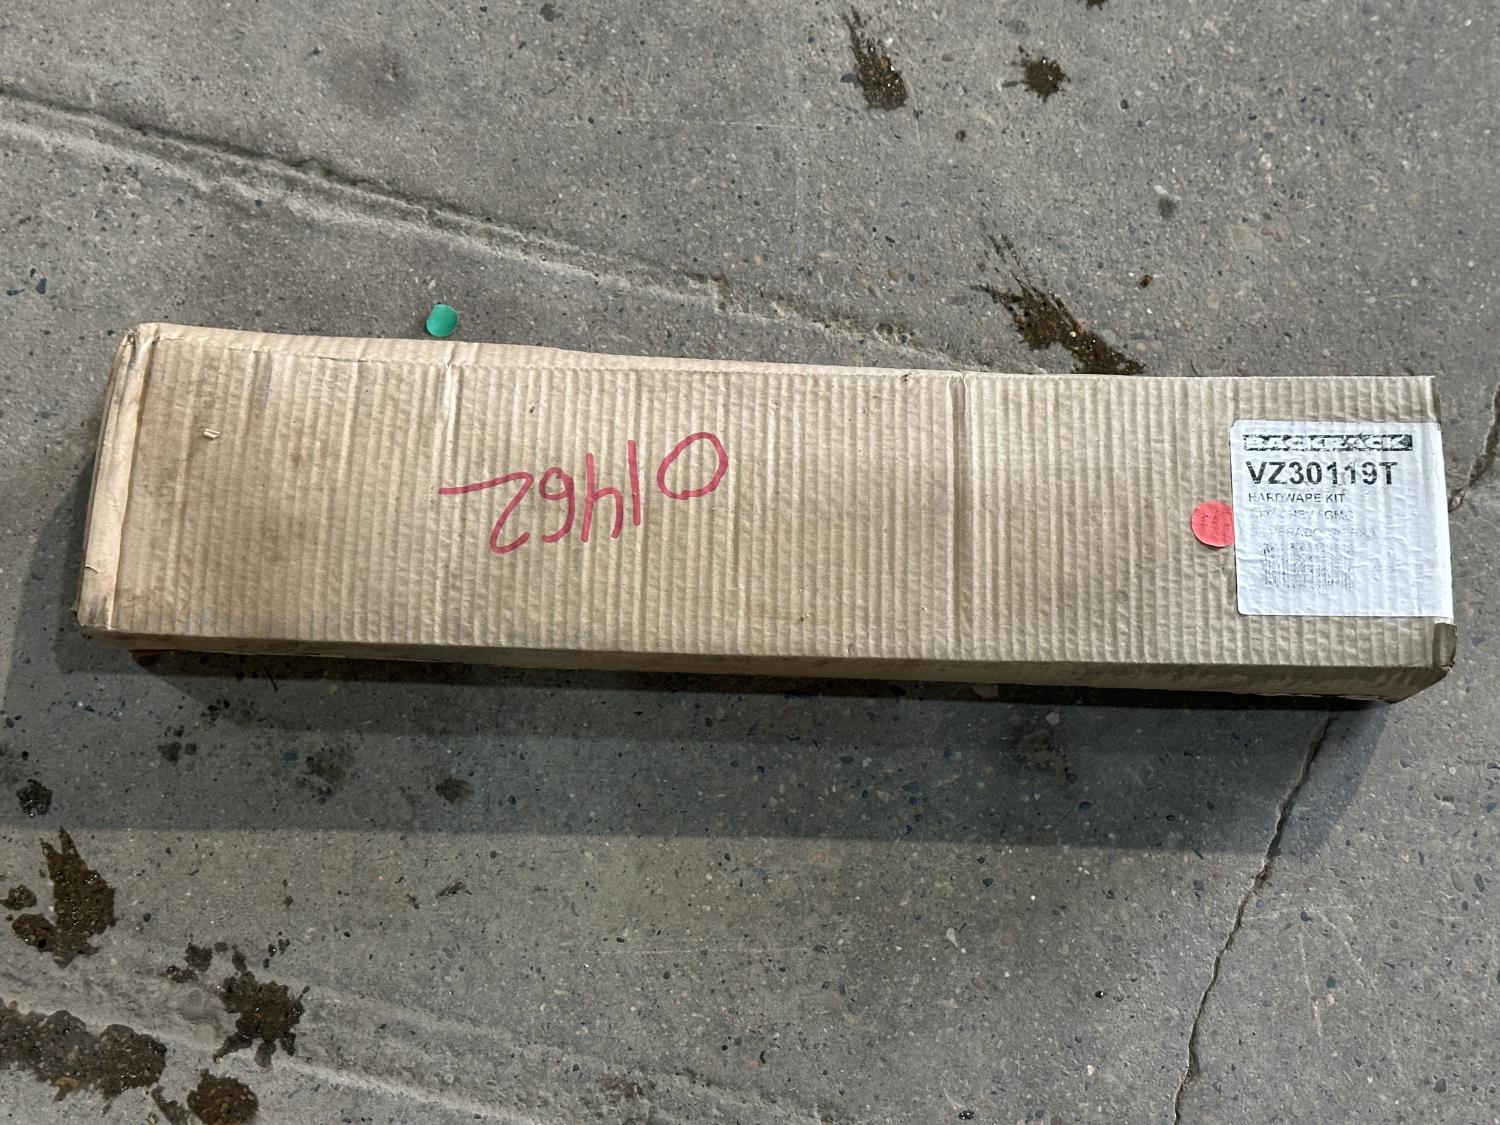 01462
BACKRACK
VZ30119T
HARDWARE KIT